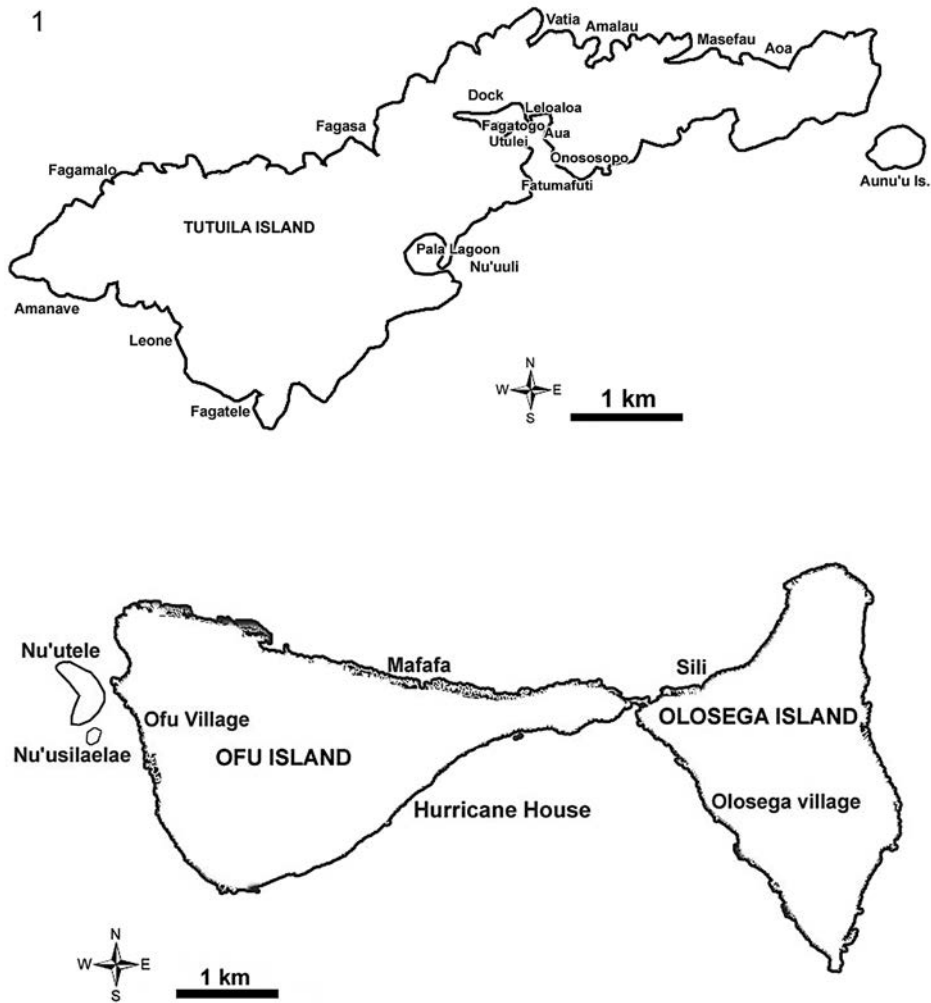 1
Vatia
Amalau
Masefau
Aoa
Dock
Leloaloa
Fagasa
Fagatogo
Aua
Utulei
Onososopo
Fagamalo
Aunu'u Is.
Fatumafuti
TUTUILA ISLAND
Pala Lagoon
Nu'uuli
Amanave
Leone
N
W E
S
1 km
Fagatele
Nu'utele
Mafafa
Sili
Ofu Village
OLOSEGA ISLAND
Nu'usilaelae
OFU ISLAND
Hurricane House
Olosega village
N
W E
S
1 km